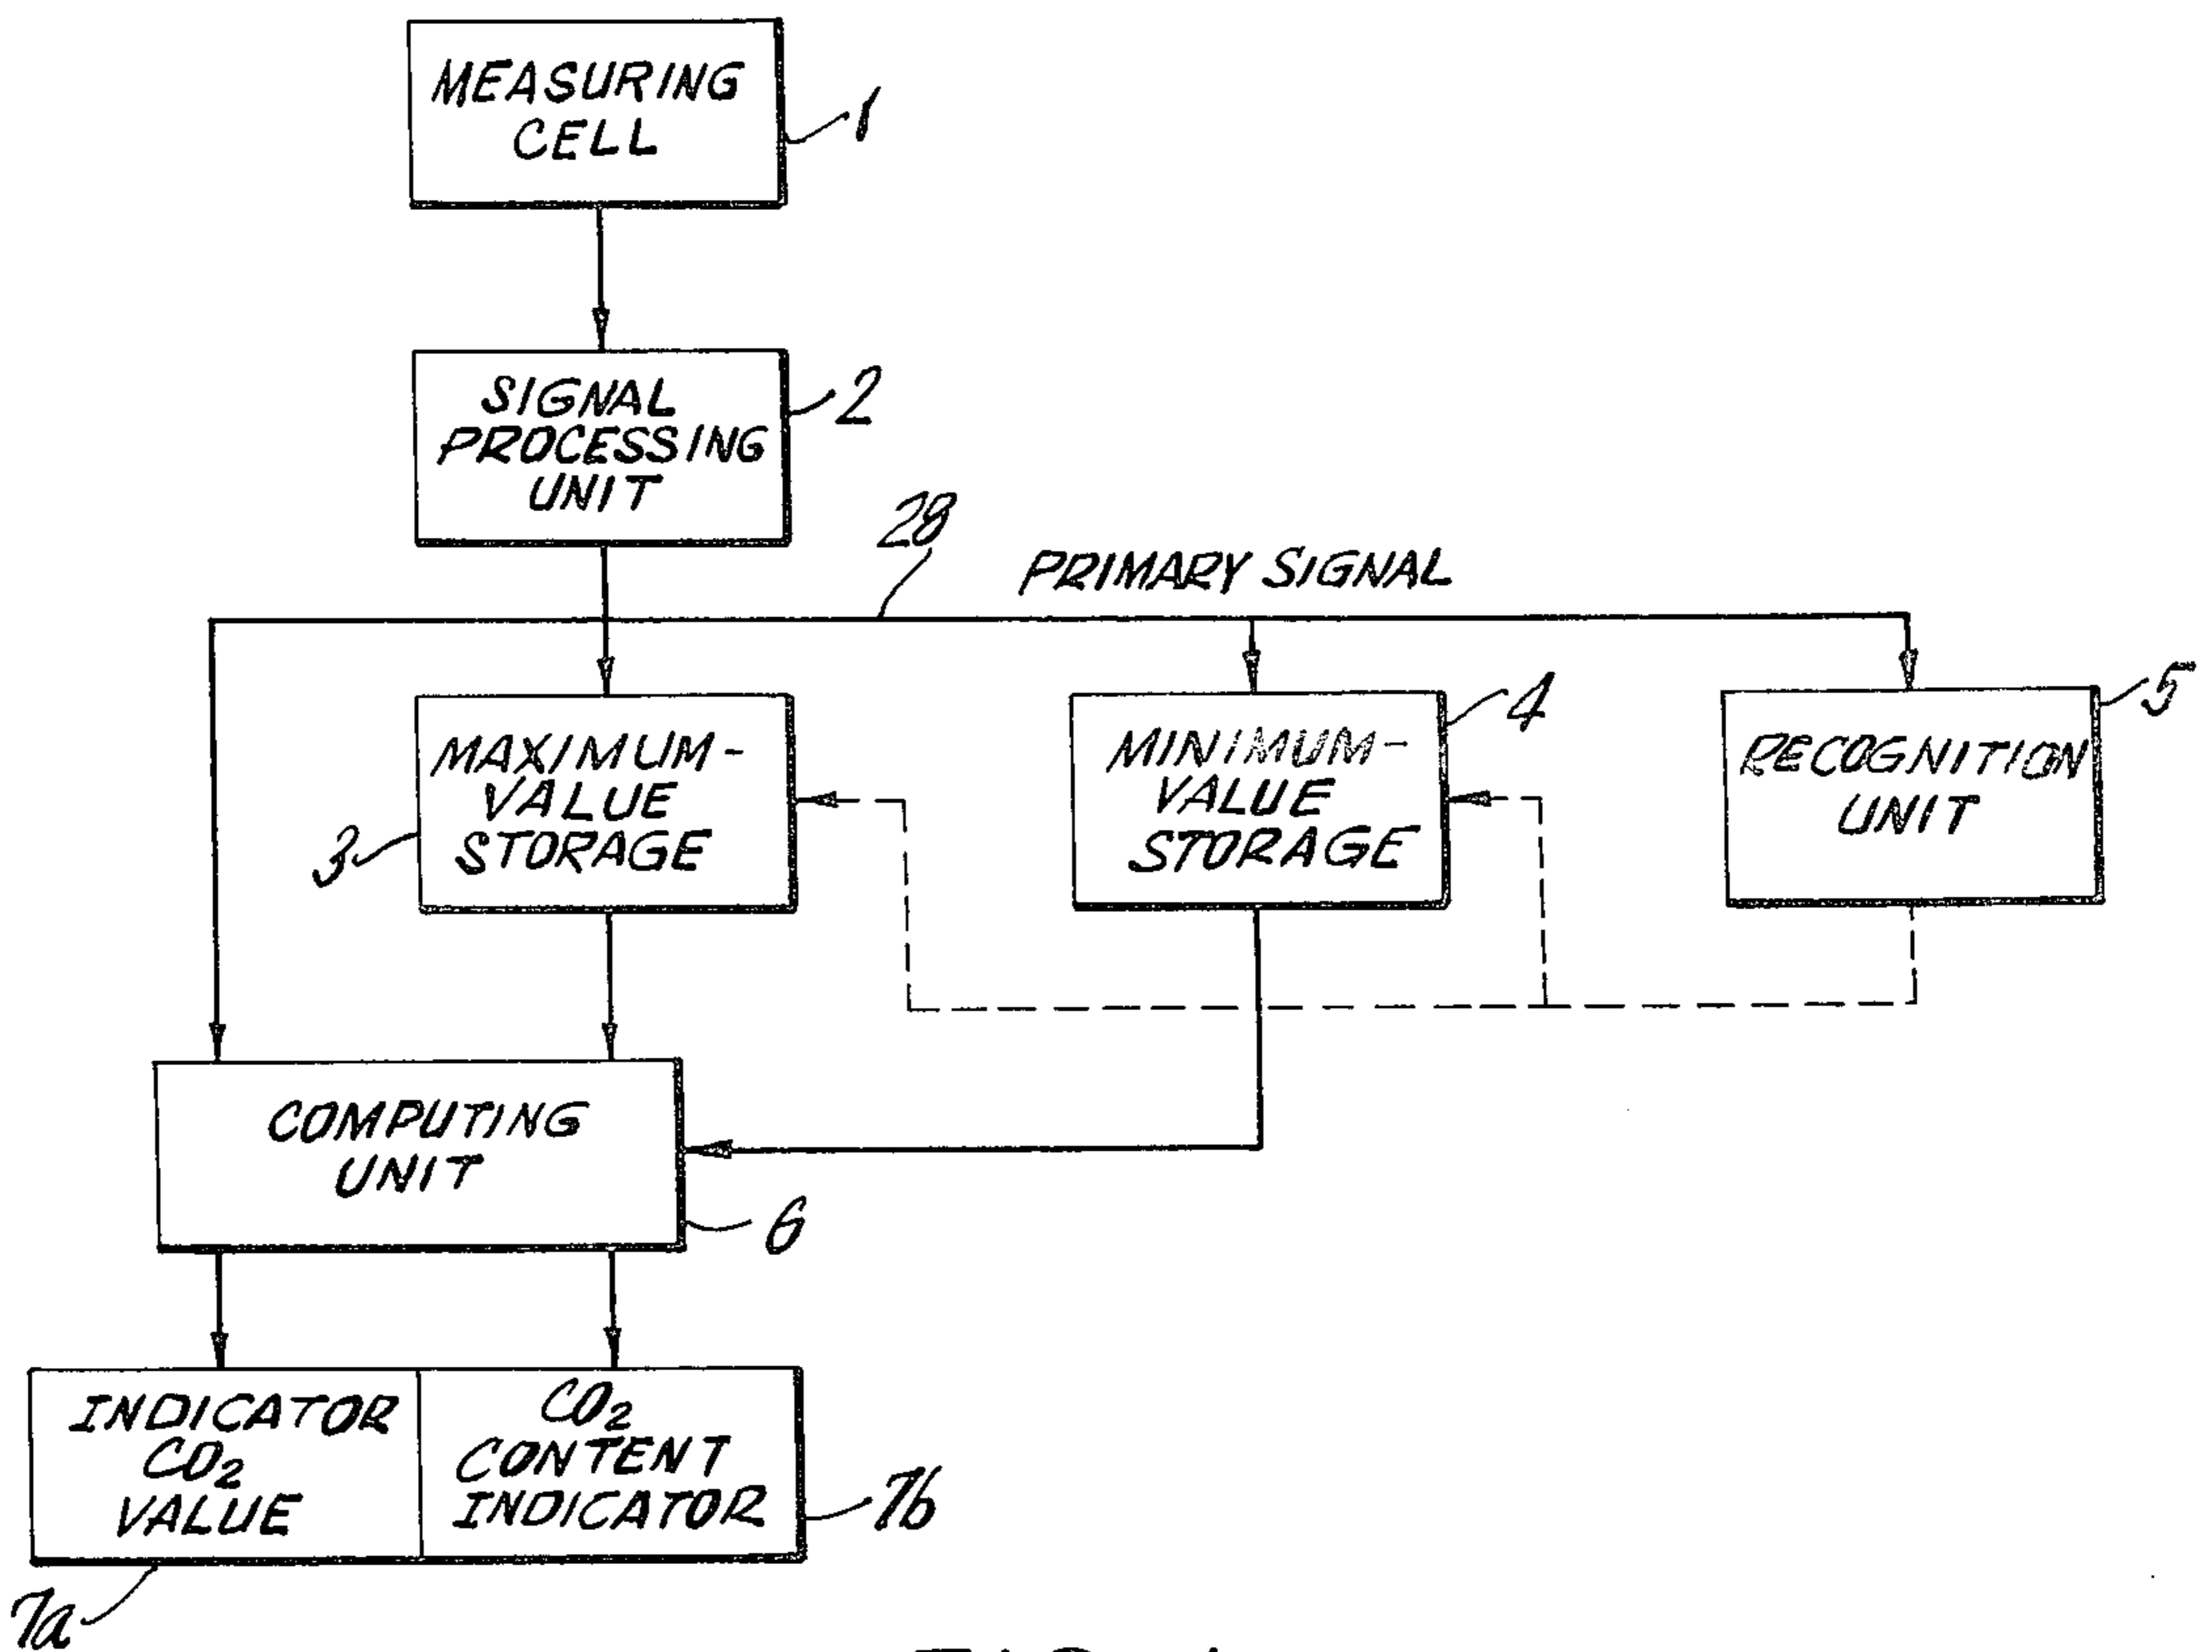 MEASURING
CELL
1
SIGNAL
PROCESSING
UNIT
2
28
PRIMARY SIGNAL
MAXIMUM-
VALUE
STORAGE
3
MINIMUM-
VALUE
STORAGE
4
RECOGNITION
UNIT
5
COMPUTING
UNIT
6
INDICATOR
CO2
VALUE
7a
CO2
CONTENT
INDICATOR
7b